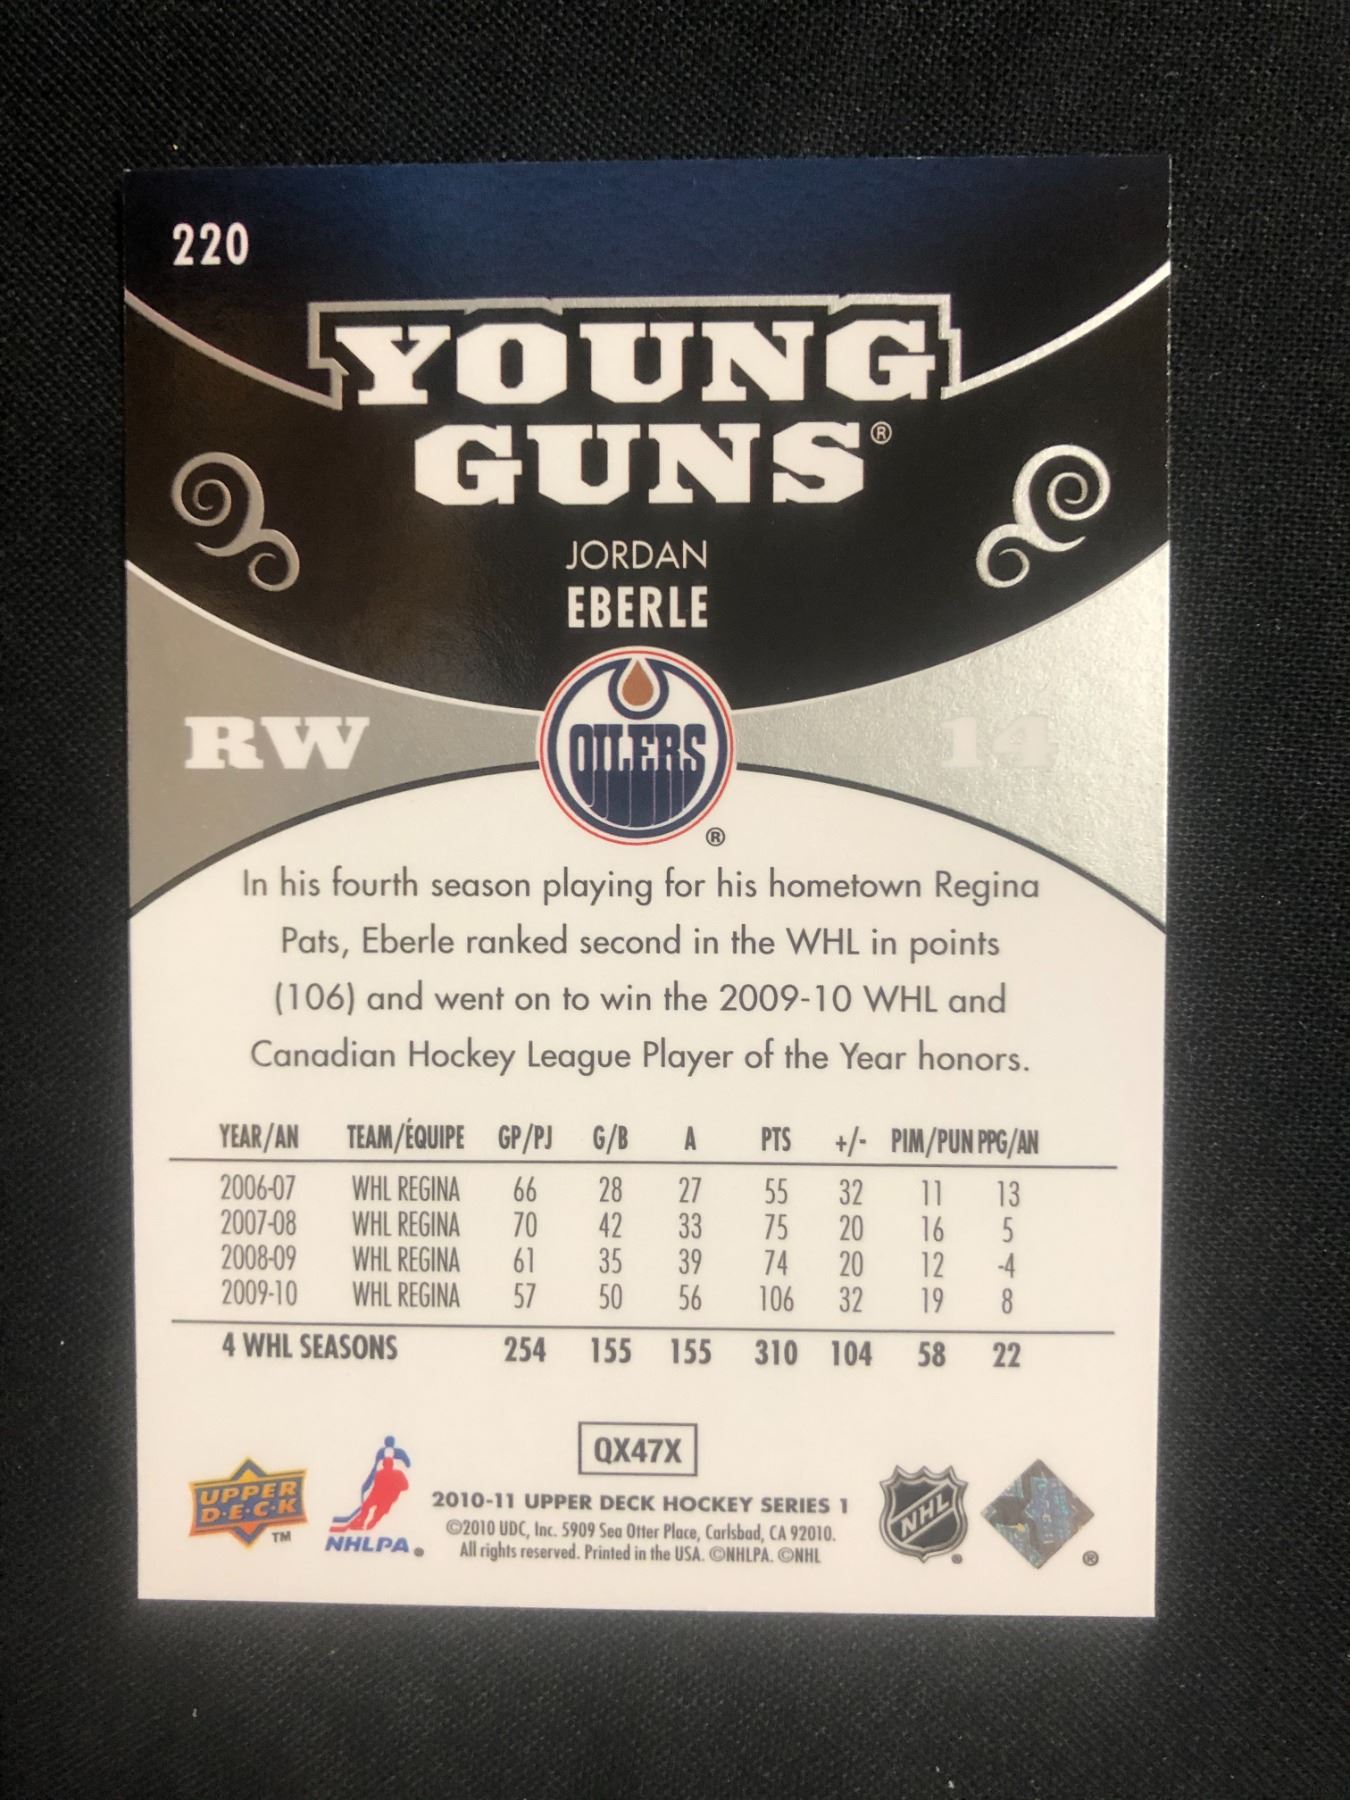 220
YOUNG
GUNS®
JORDAN
EBERLE
RW
14
OILERS
®
In his fourth season playing for his hometown Regina
Pats, Eberle ranked second in the WHL in points
(106) and went on to win the 2009-10 WHL and
Canadian Hockey League Player of the Year honors.
YEAR/AN TEAM/ÉQUIPE GP/PJ G/B A PTS +/- PIM/PUN PPG/AN
2006-07 WHL REGINA 66 28 27 55 32 11 13
2007-08 WHL REGINA 70 42 33 75 20 16 5
2008-09 WHL REGINA 61 35 39 74 20 12 -4
2009-10 WHL REGINA 57 50 56 106 32 19 8
4 WHL SEASONS 254 155 155 310 104 58 22
QX47X
UPPER
D·E·C·K
TM
NHLPA®
2010-11 UPPER DECK HOCKEY SERIES 1
©2010 UDC, Inc. 5909 Sea Otter Place, Carlsbad, CA 92010.
All rights reserved. Printed in the USA. ©NHLPA. ©NHL
NHL
®
®